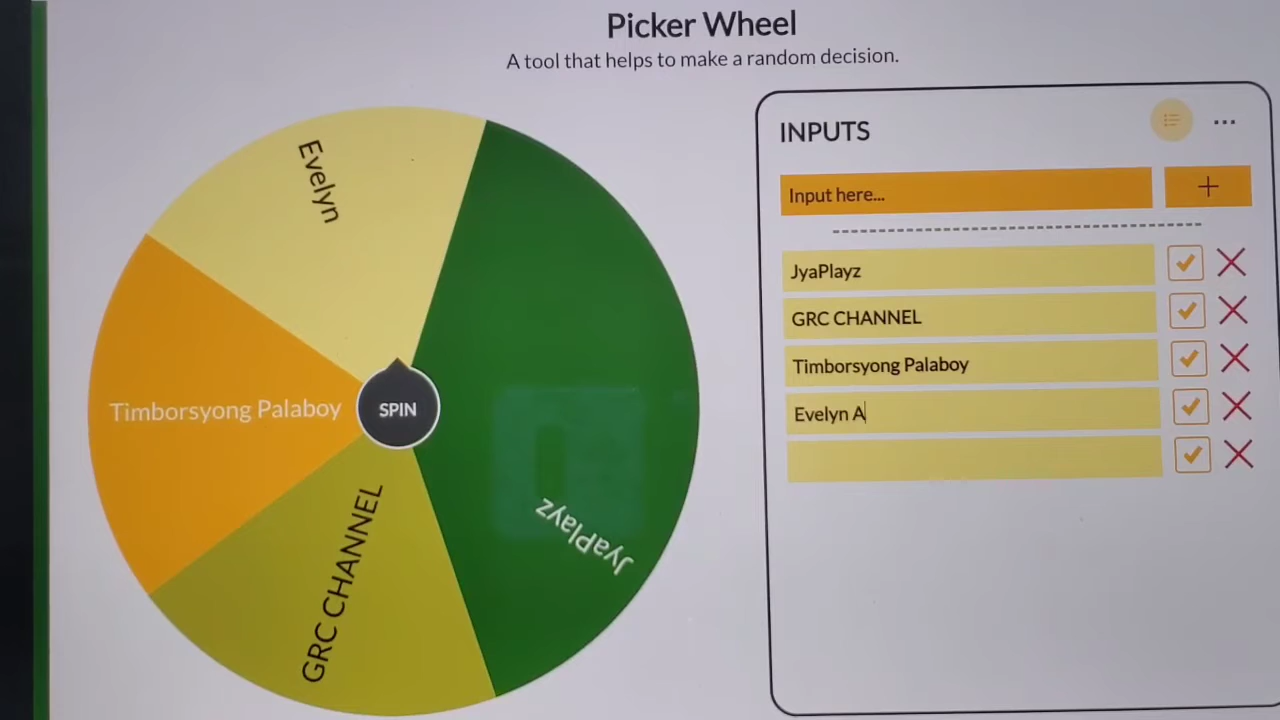 Picker Wheel
A tool that helps to make a random decision.
INPUTS
Input here...
JyaPlayz
GRC CHANNEL
Timborsyong Palaboy
Evelyn A
Evelyn
Timborsyong Palaboy
SPIN
GRC CHANNEL
JyaPlayz